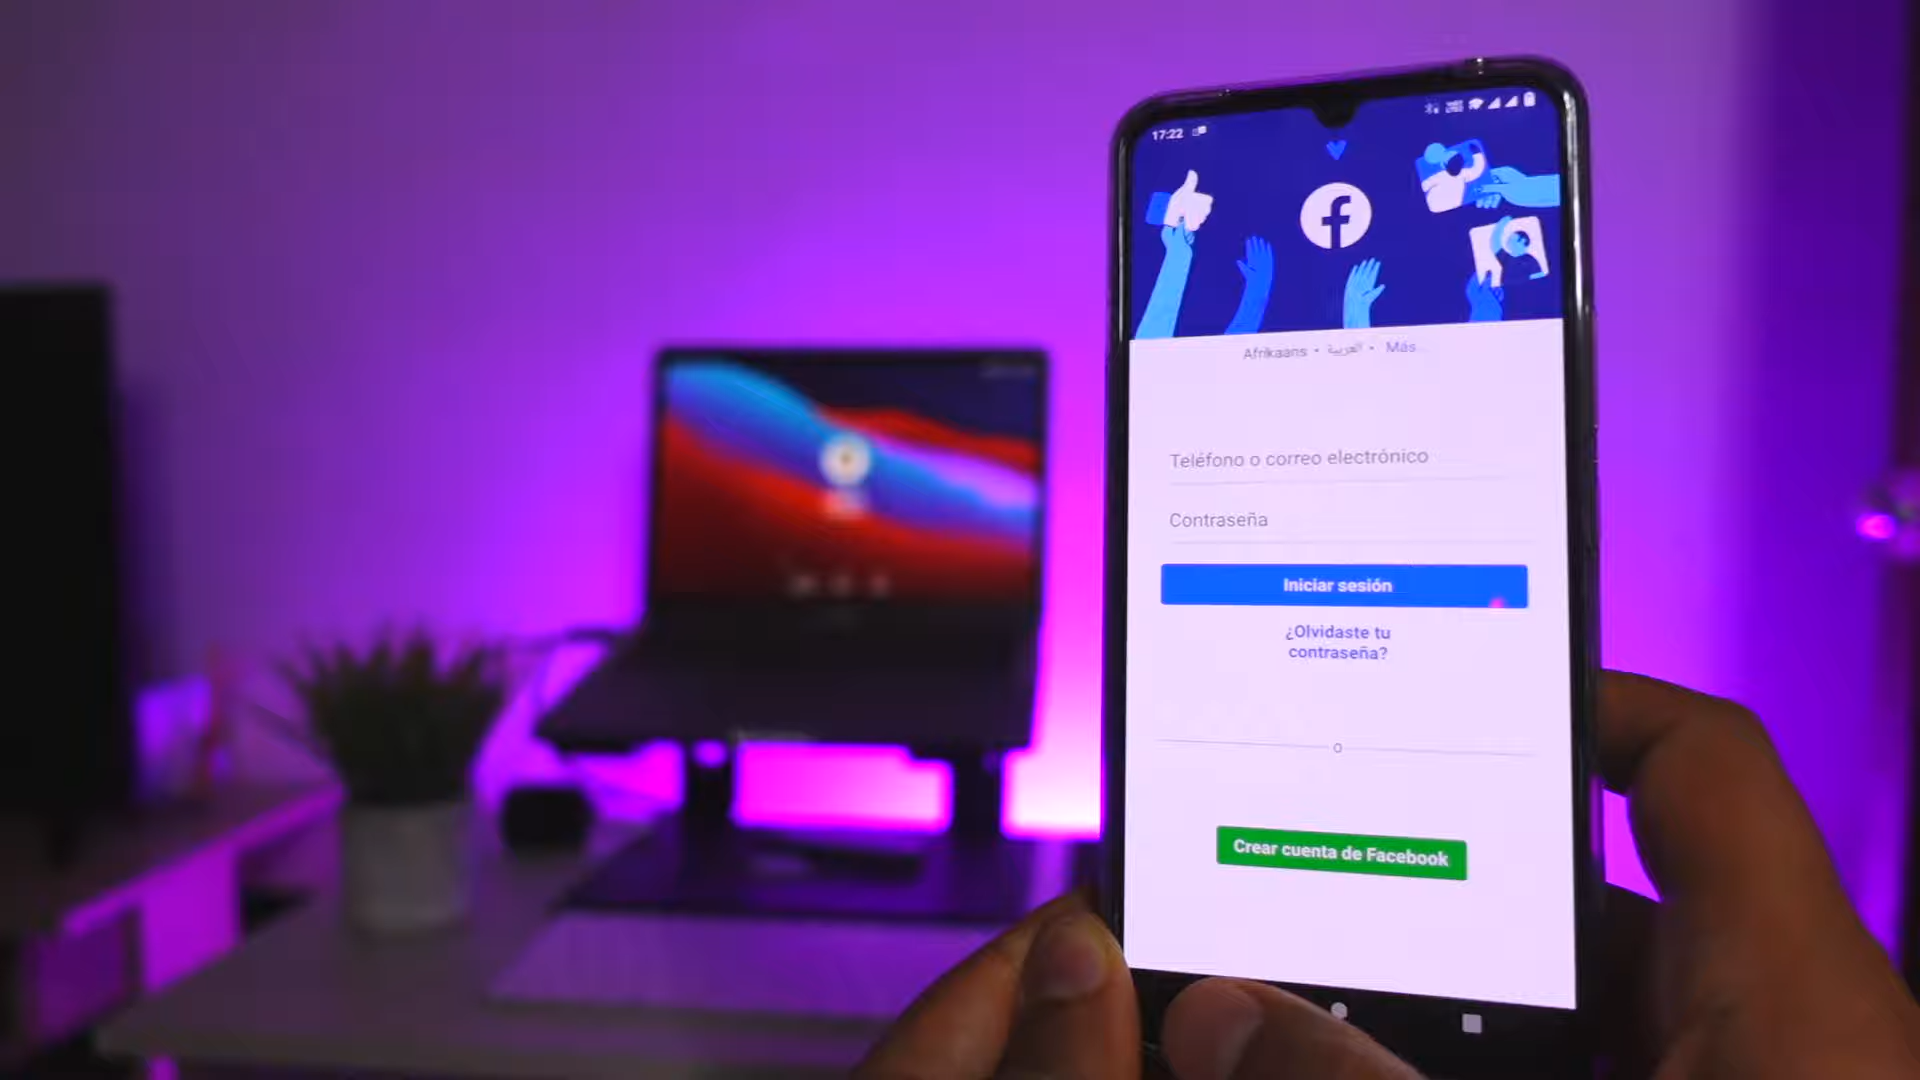 17:22
Afrikaans • العربية • Más...
Teléfono o correo electrónico
Contraseña
Iniciar sesión
¿Olvidaste tu
contraseña?
o
Crear cuenta de Facebook